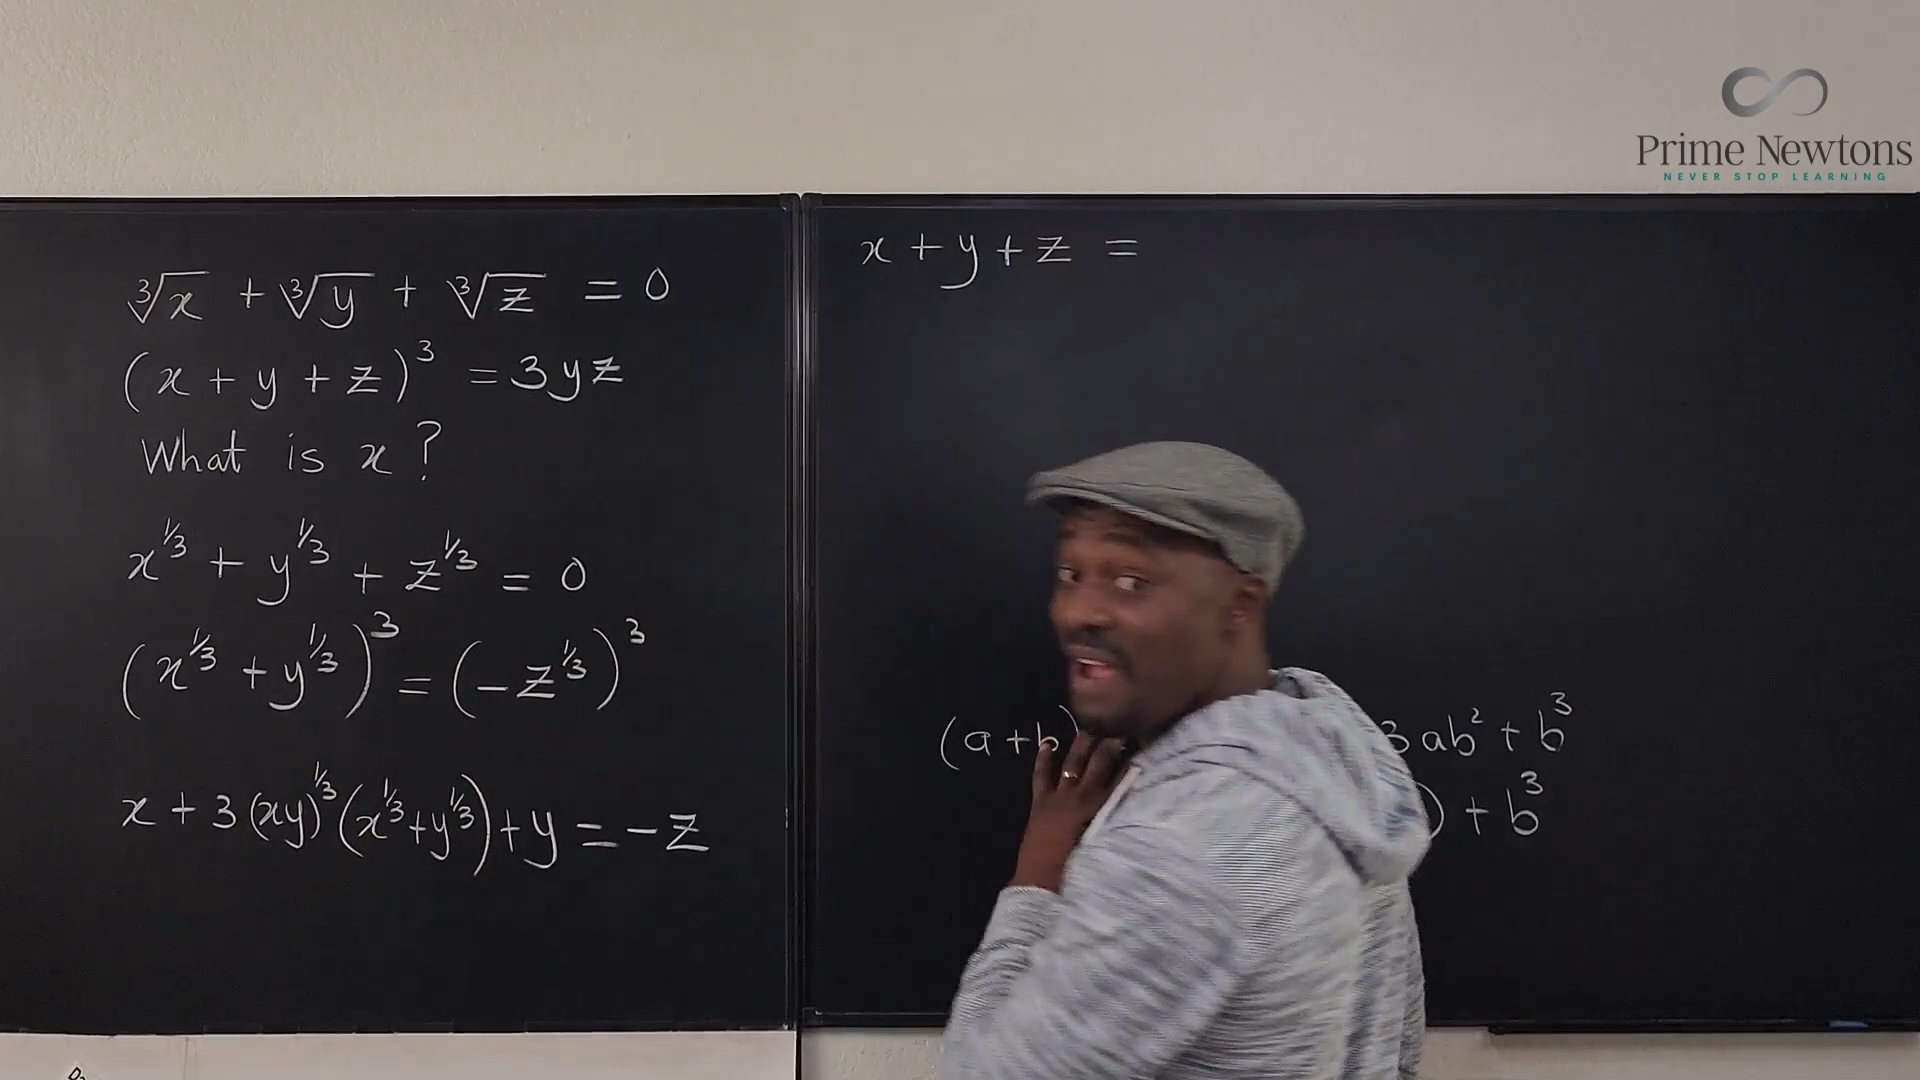 Prime Newtons
NEVER STOP LEARNING
∛x + ∛y + ∛z = 0
(x + y + z)³ = 3yz
What is x?
x^⅓ + y^⅓ + z^⅓ = 0
(x^⅓ + y^⅓)³ = (-z^⅓)³
x + 3(xy)^⅓(x^⅓+y^⅓)+y = -z
x + y + z =
(a+b) 3ab² + b³
) + b³